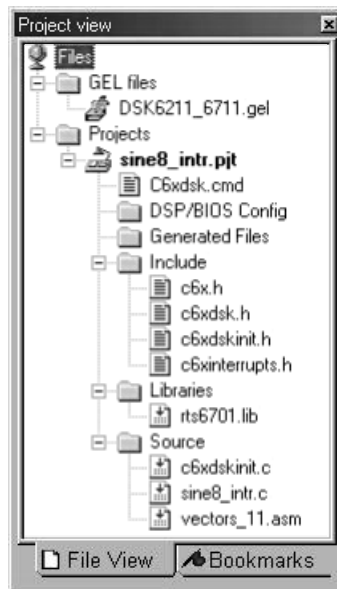 Project view
Files
GEL files
DSK6211_6711.gel
Projects
sine8_intr.pjt
C6xdsk.cmd
DSP/BIOS Config
Generated Files
Include
c6x.h
c6xdsk.h
c6xdskinit.h
c6xinterrupts.h
Libraries
rts6701.lib
Source
c6xdskinit.c
sine8_intr.c
vectors_11.asm
File View Bookmarks